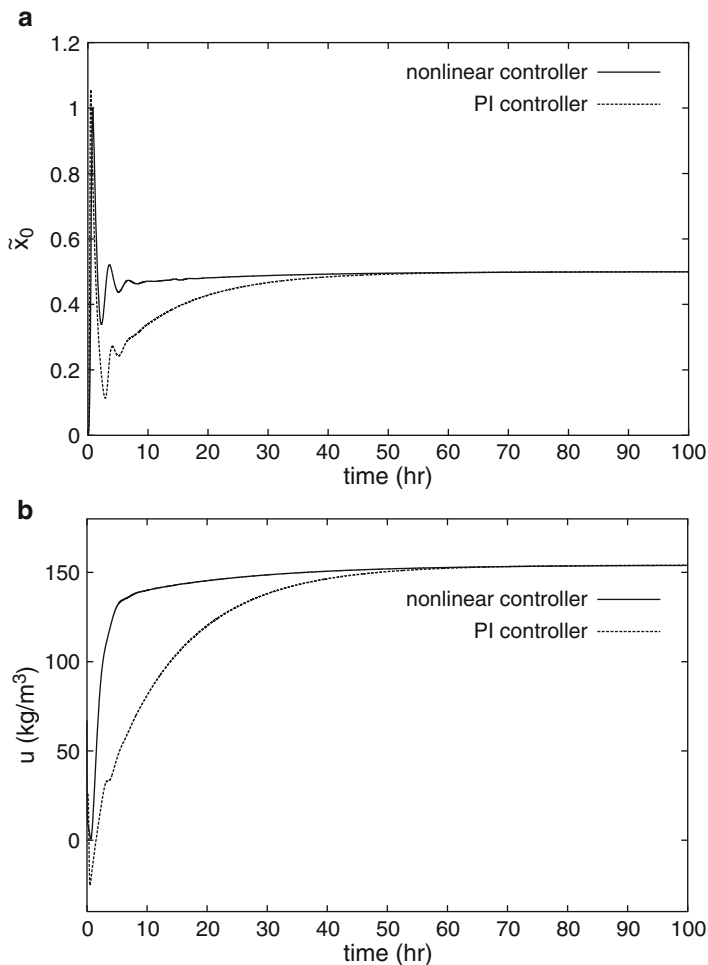 a
1.2
1
0.8
0.6
0.4
0.2
0
x̃₀
nonlinear controller
PI controller
0 10 20 30 40 50 60 70 80 90 100
time (hr)
b
150
100
50
0
u (kg/m³)
nonlinear controller
PI controller
0 10 20 30 40 50 60 70 80 90 100
time (hr)